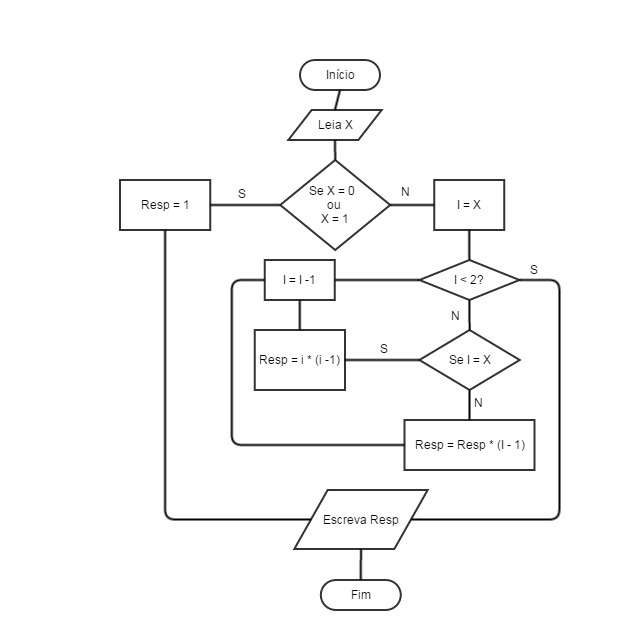 Início
Leia X
Se X = 0
ou
X = 1
S
N
Resp = 1
I = X
I = I -1
I < 2?
S
N
Resp = i * (i -1)
S
Se I = X
N
Resp = Resp * (I - 1)
Escreva Resp
Fim